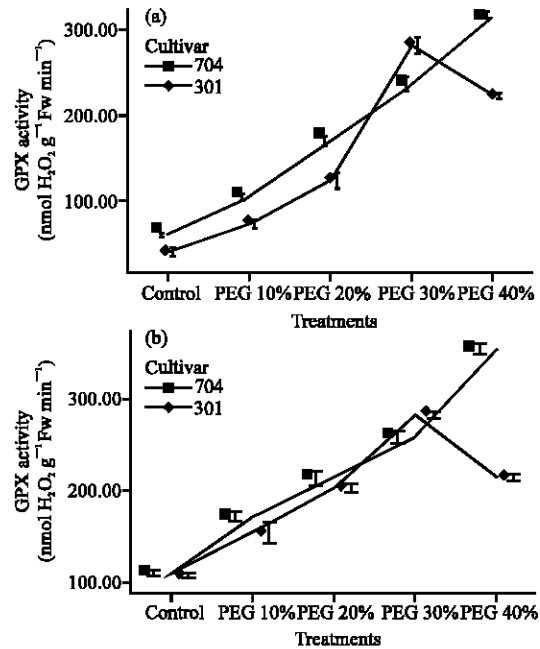 (a)
Cultivar
704
301
300.00
200.00
100.00
GPX activity
(nmol H₂O₂ g⁻¹ Fw min⁻¹)
Control PEG 10% PEG 20% PEG 30% PEG 40%
Treatments
(b)
Cultivar
704
301
300.00
200.00
100.00
GPX activity
(nmol H₂O₂ g⁻¹ Fw min⁻¹)
Control PEG 10% PEG 20% PEG 30% PEG 40%
Treatments